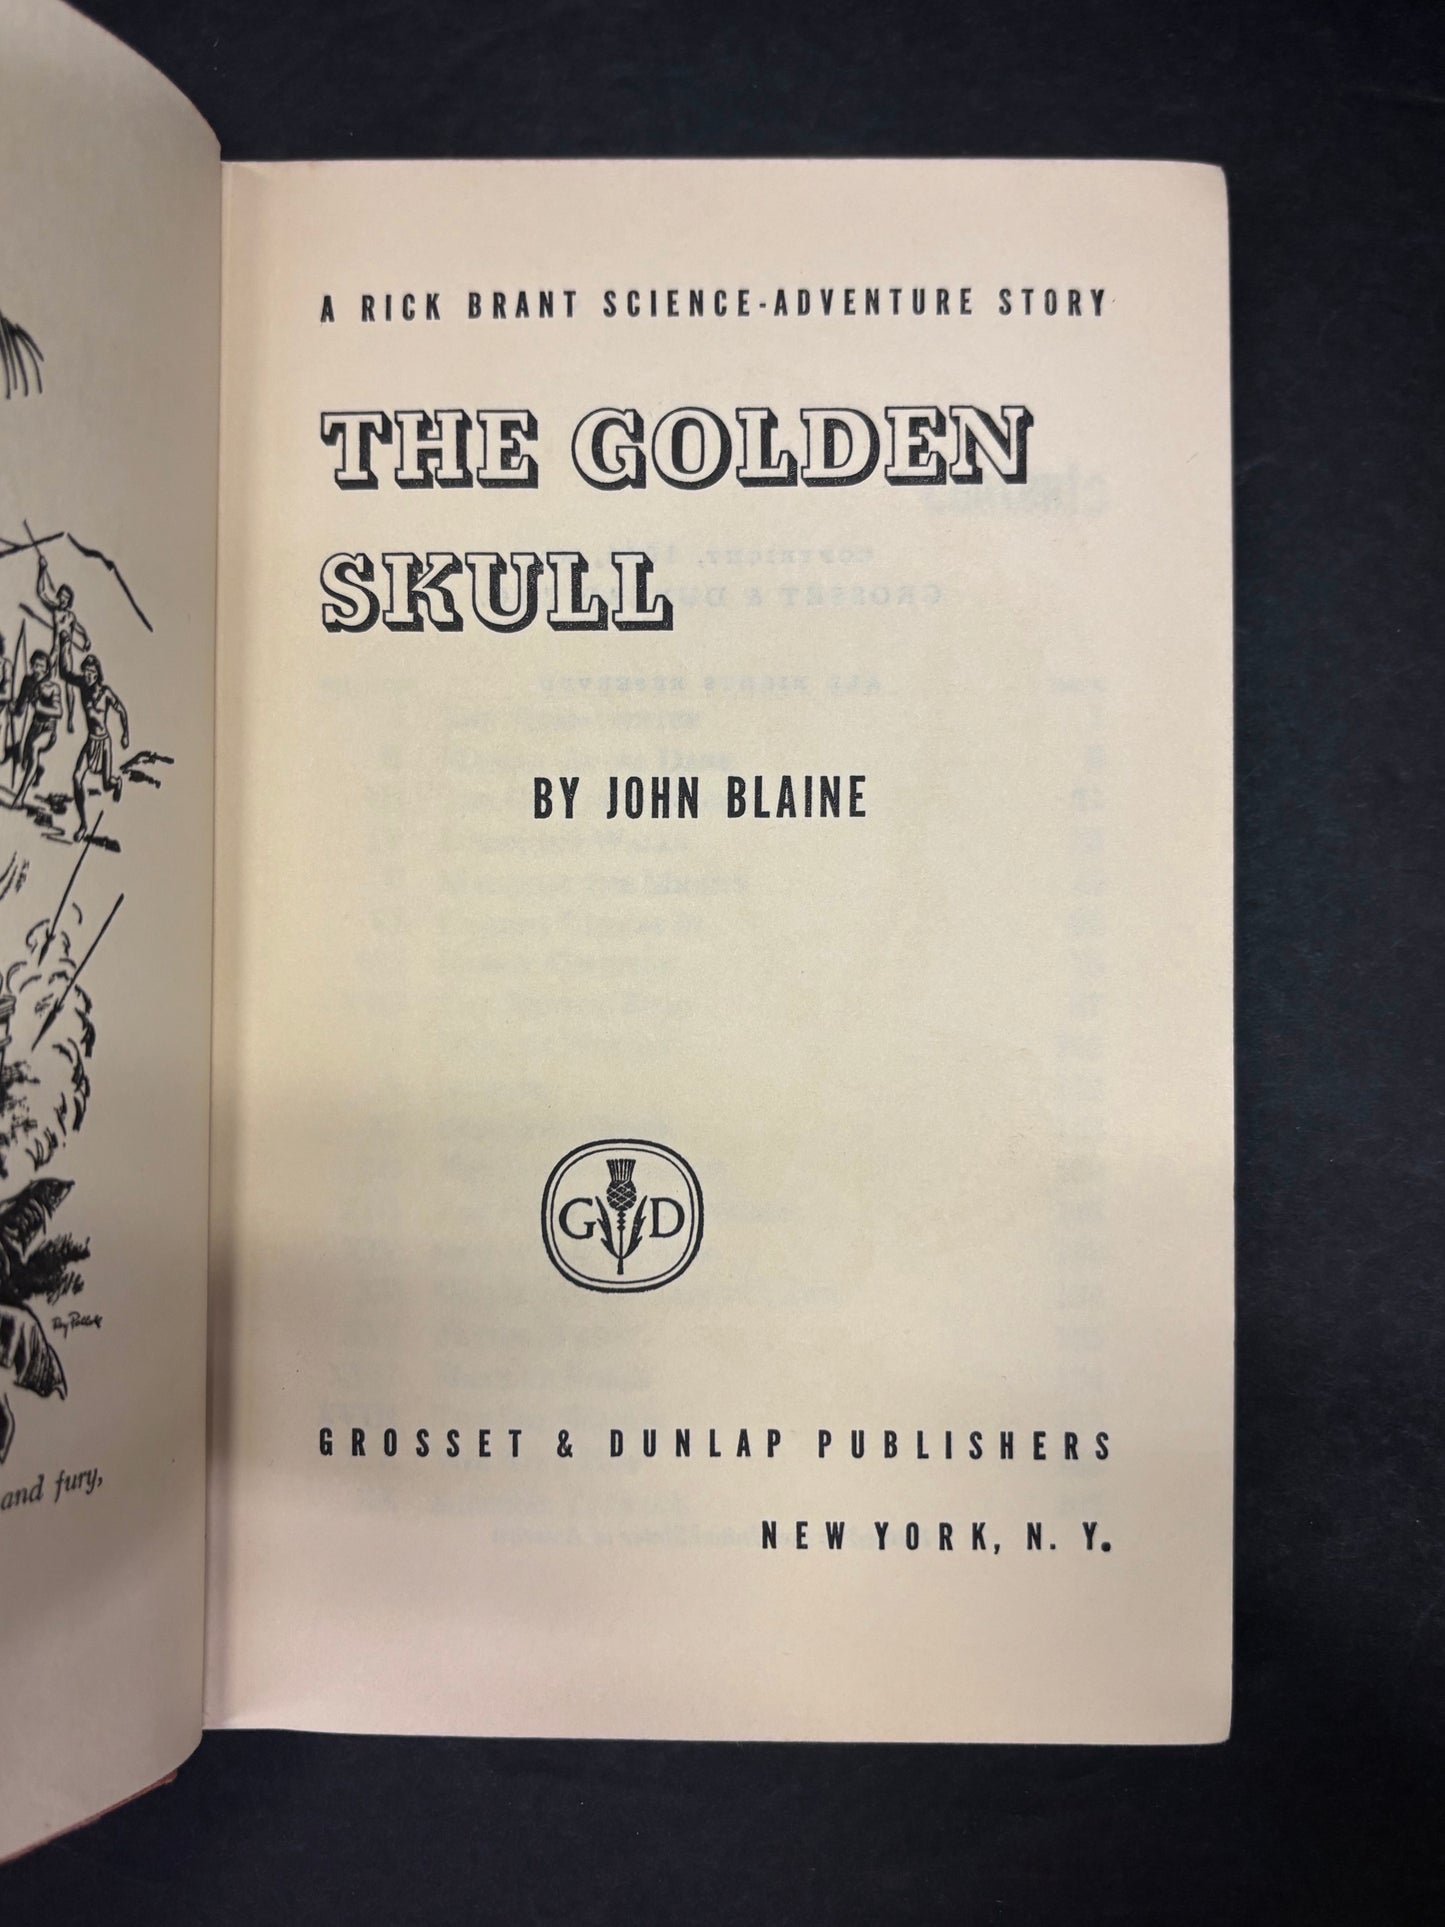 A RICK BRANT SCIENCE-ADVENTURE STORY
THE GOLDEN
SKULL
BY JOHN BLAINE
G D
GROSSET & DUNLAP PUBLISHERS
NEW YORK, N. Y.
and fury,